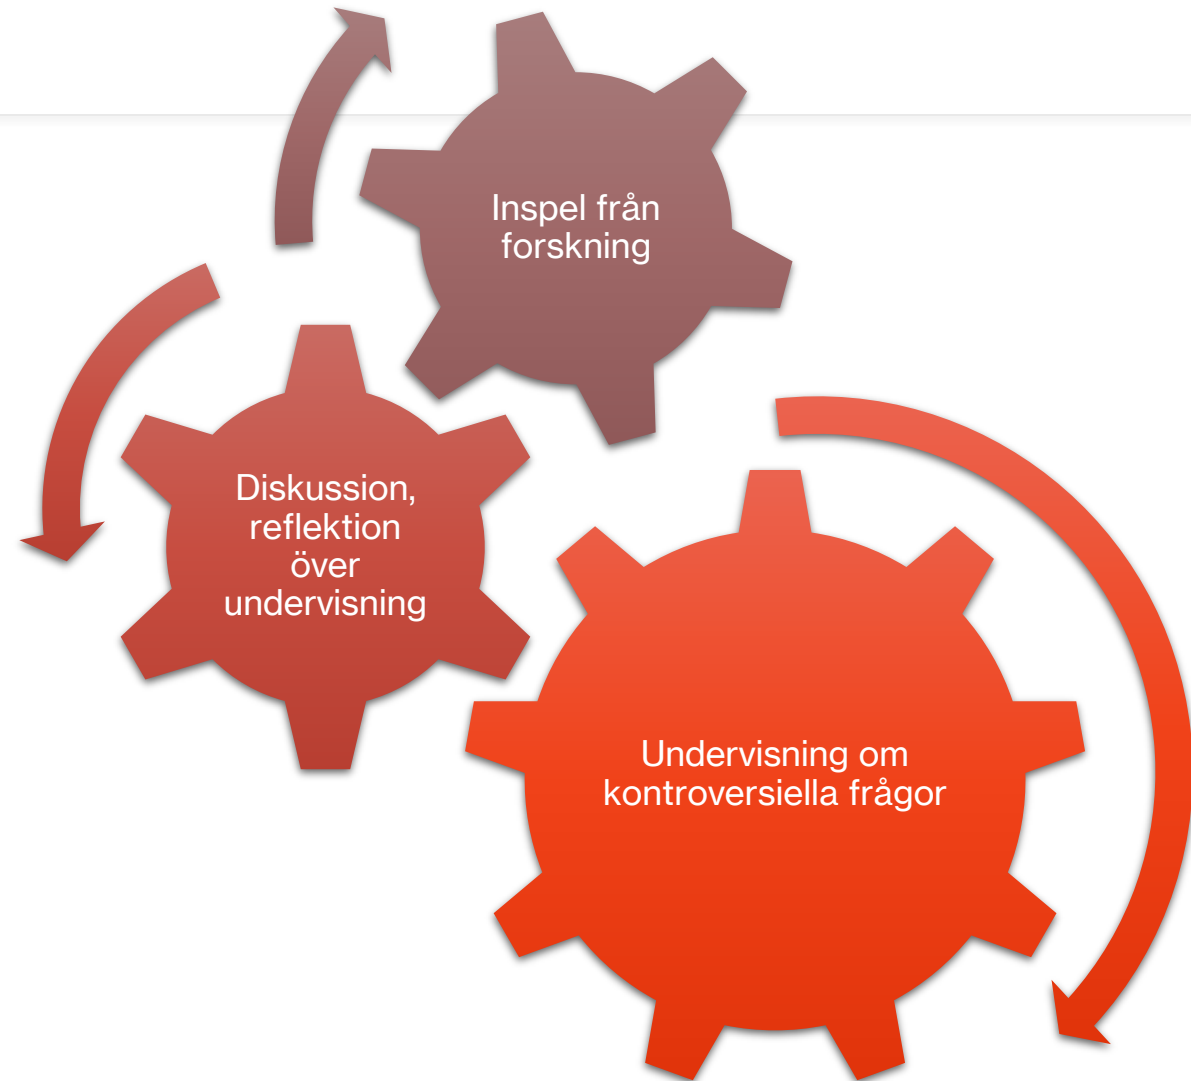 Inspel från
forskning
Diskussion,
reflektion
över
undervisning
Undervisning om
kontroversiella frågor